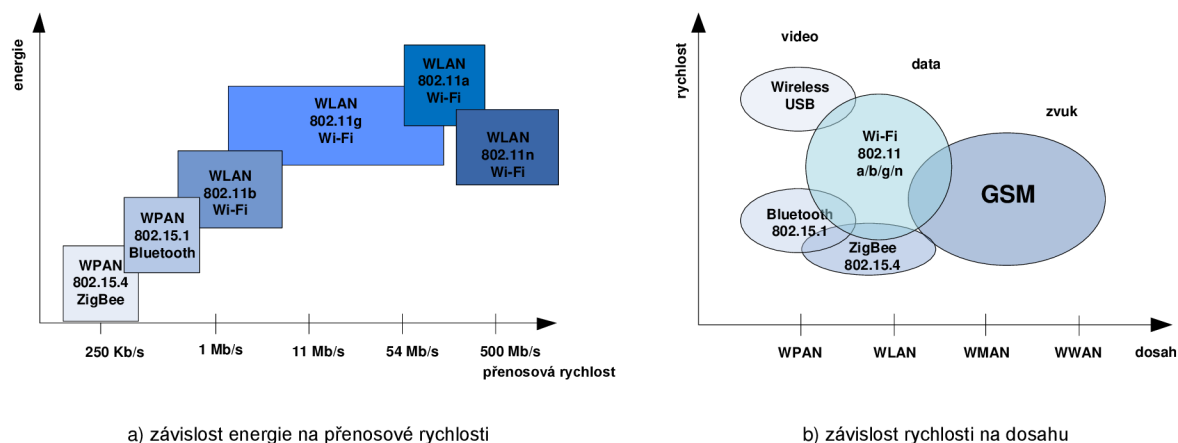 energie
WLAN
802.11a
Wi-Fi
WLAN
802.11g
Wi-Fi
WLAN
802.11n
Wi-Fi
WLAN
802.11b
Wi-Fi
WPAN
802.15.1
Bluetooth
WPAN
802.15.4
ZigBee
250 Kb/s
1 Mb/s
11 Mb/s
54 Mb/s
500 Mb/s
přenosová rychlost
a) závislost energie na přenosové rychlosti
rychlost
video
data
zvuk
Wireless
USB
Wi-Fi
802.11
a/b/g/n
GSM
Bluetooth
802.15.1
ZigBee
802.15.4
WPAN
WLAN
WMAN
WWAN
dosah
b) závislost rychlosti na dosahu